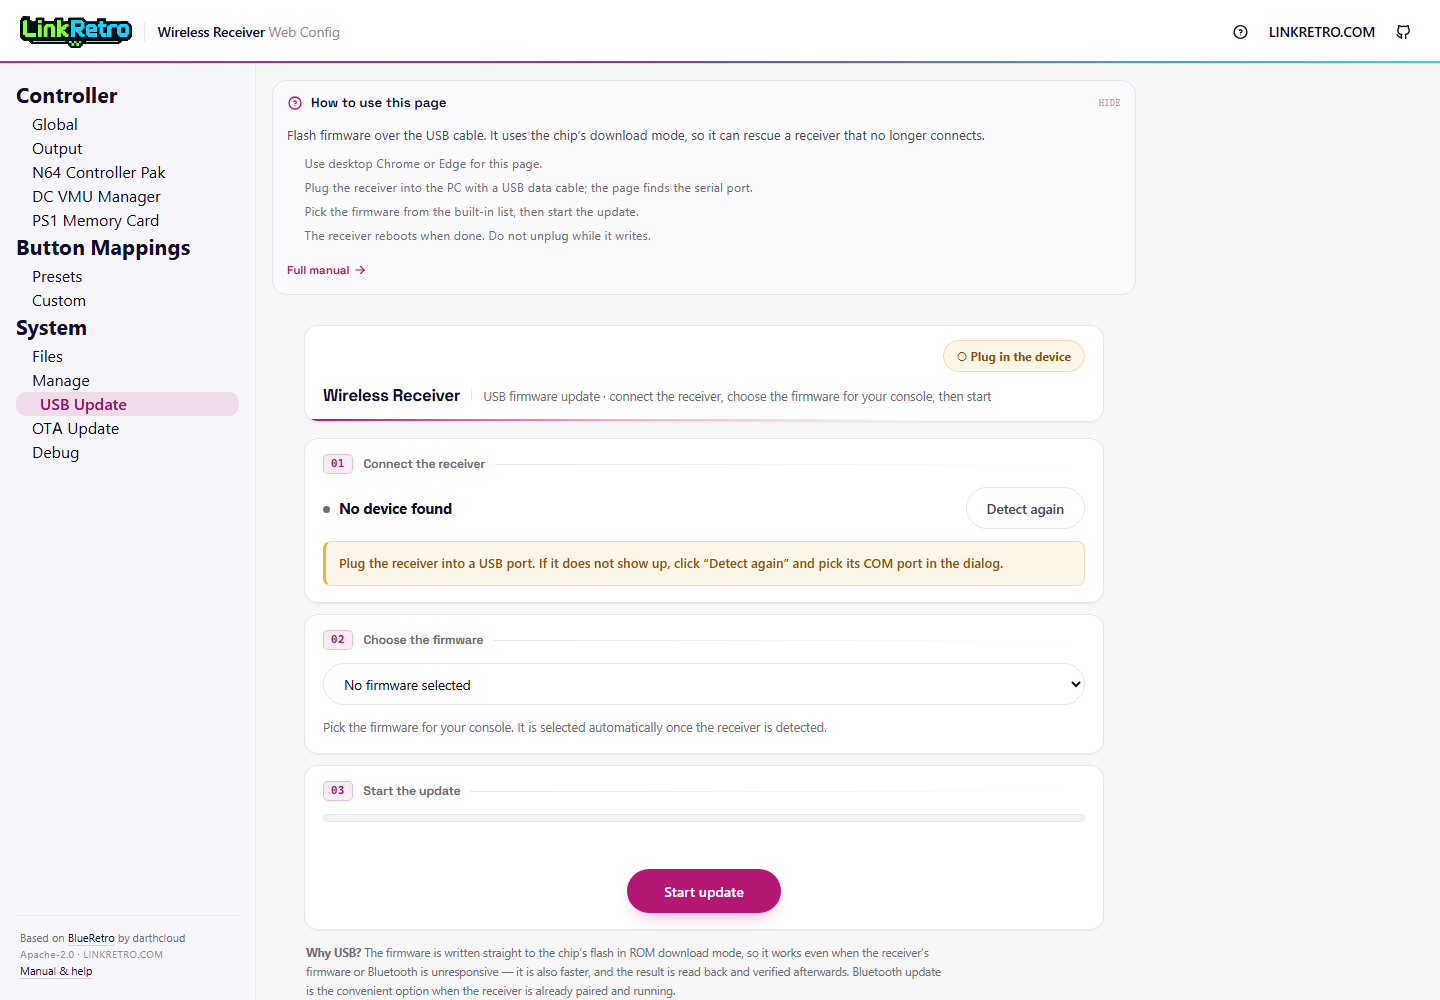 LinkRetro
Wireless Receiver Web Config
LINKRETRO.COM
Controller
Global
Output
N64 Controller Pak
DC VMU Manager
PS1 Memory Card
Button Mappings
Presets
Custom
System
Files
Manage
USB Update
OTA Update
Debug
Based on BlueRetro by darthcloud
Apache-2.0 · LINKRETRO.COM
Manual & help
How to use this page
HIDE
Flash firmware over the USB cable. It uses the chip's download mode, so it can rescue a receiver that no longer connects.
Use desktop Chrome or Edge for this page.
Plug the receiver into the PC with a USB data cable; the page finds the serial port.
Pick the firmware from the built-in list, then start the update.
The receiver reboots when done. Do not unplug while it writes.
Full manual →
Plug in the device
Wireless Receiver
USB firmware update · connect the receiver, choose the firmware for your console, then start
01 Connect the receiver
No device found
Detect again
Plug the receiver into a USB port. If it does not show up, click “Detect again” and pick its COM port in the dialog.
02 Choose the firmware
No firmware selected
Pick the firmware for your console. It is selected automatically once the receiver is detected.
03 Start the update
Start update
Why USB? The firmware is written straight to the chip's flash in ROM download mode, so it works even when the receiver's
firmware or Bluetooth is unresponsive — it is also faster, and the result is read back and verified afterwards. Bluetooth update
is the convenient option when the receiver is already paired and running.